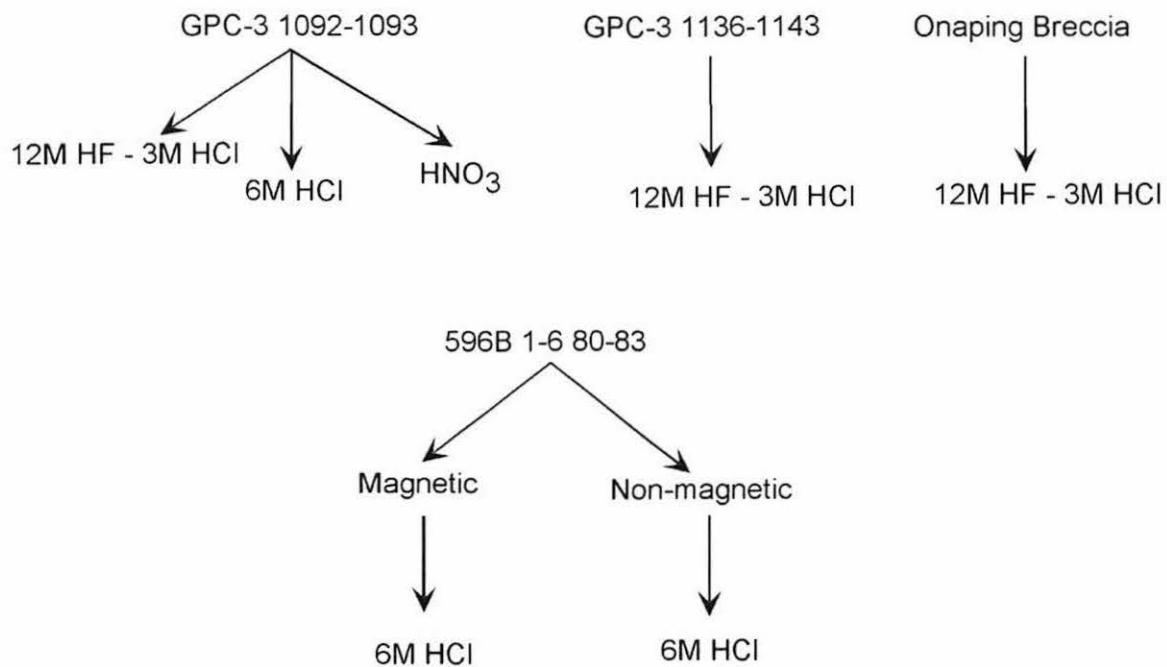 GPC-3 1092-1093
GPC-3 1136-1143
Onaping Breccia
12M HF - 3M HCl
6M HCl
HNO3
12M HF - 3M HCl
12M HF - 3M HCl
596B 1-6 80-83
Magnetic
Non-magnetic
6M HCl
6M HCl